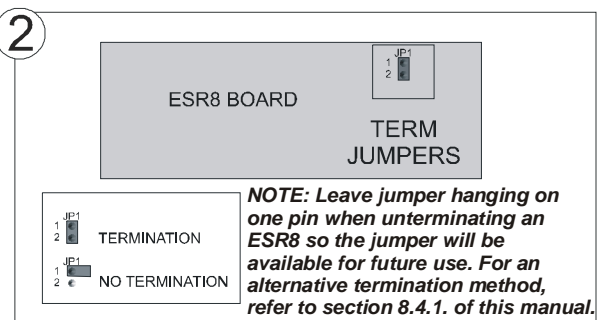 2
JP1
1
2
ESR8 BOARD
TERM
JUMPERS
JP1
1
2
TERMINATION
JP1
1
2
NO TERMINATION
NOTE: Leave jumper hanging on
one pin when unterminating an
ESR8 so the jumper will be
available for future use. For an
alternative termination method,
refer to section 8.4.1. of this manual.